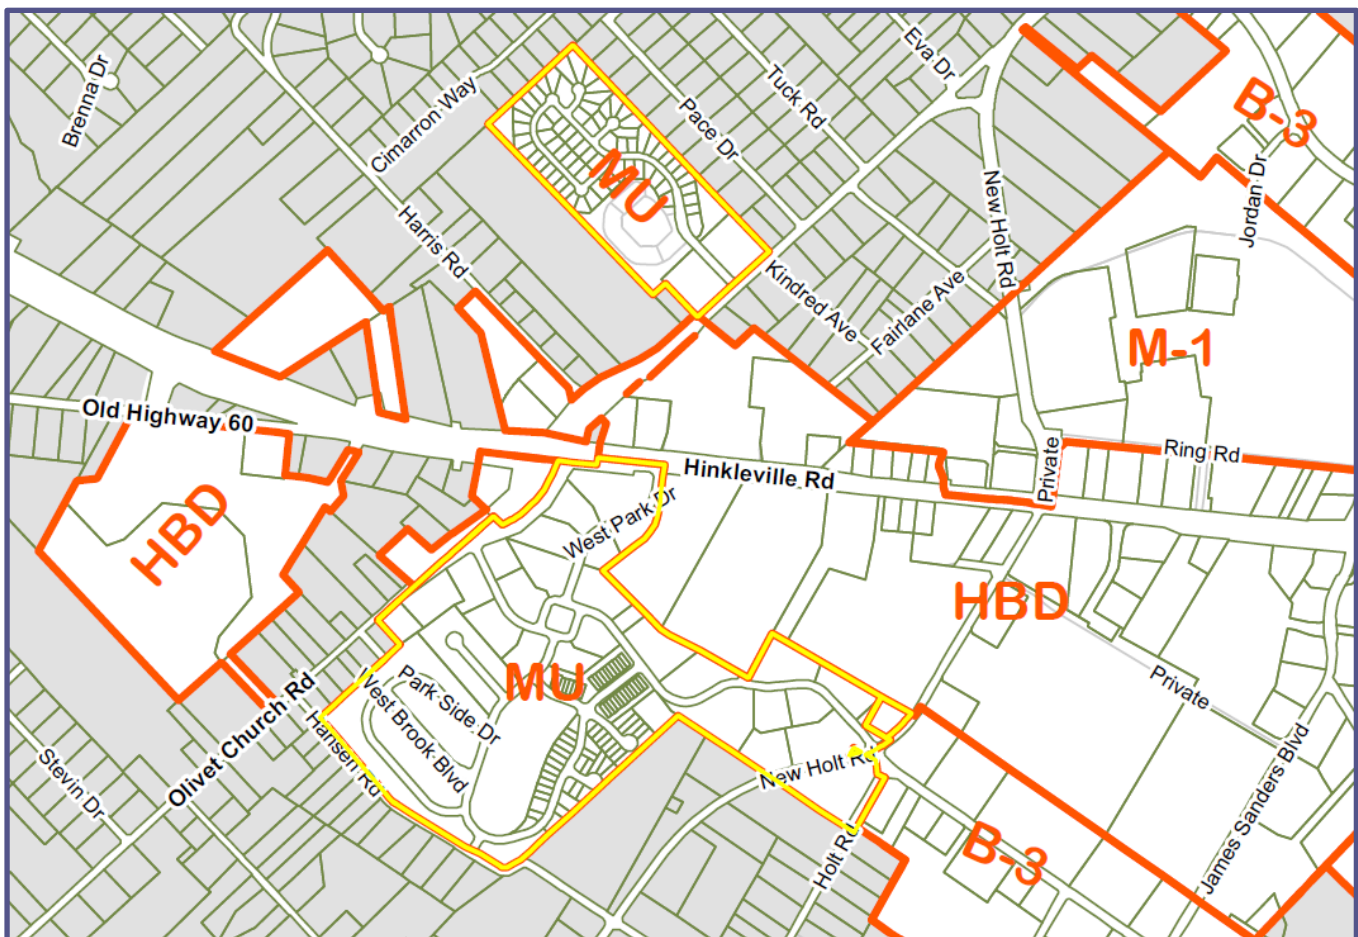 Brenna Dr
Cimarron Way
Eva Dr
Tuck Rd
Pace Dr
B-3
Jordan Dr
MU
New Holt Rd
Harris Rd
Kindred Ave
Fairlane Ave
M-1
Old Highway 60
Hinkleville Rd
Private
Ring Rd
HBD
West Park Dr
HBD
MU
Park Side Dr
West Brook Blvd
Private
Olivet Church Rd
Hansen Rd
Stevin Dr
New Holt Rd
Holt Rd
B-3
James Sanders Blvd